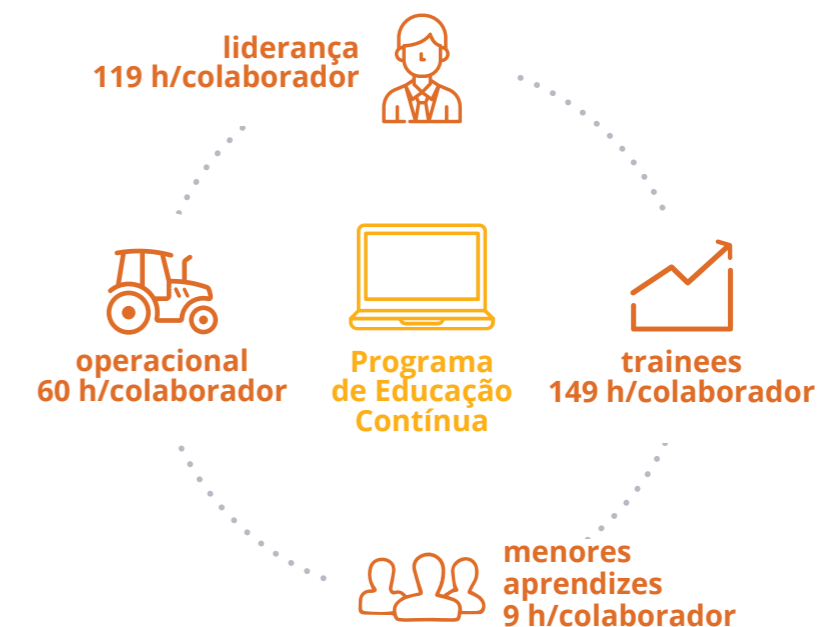 liderança
119 h/colaborador
operacional
60 h/colaborador
Programa
de Educação
Contínua
trainees
149 h/colaborador
menores
aprendizes
9 h/colaborador